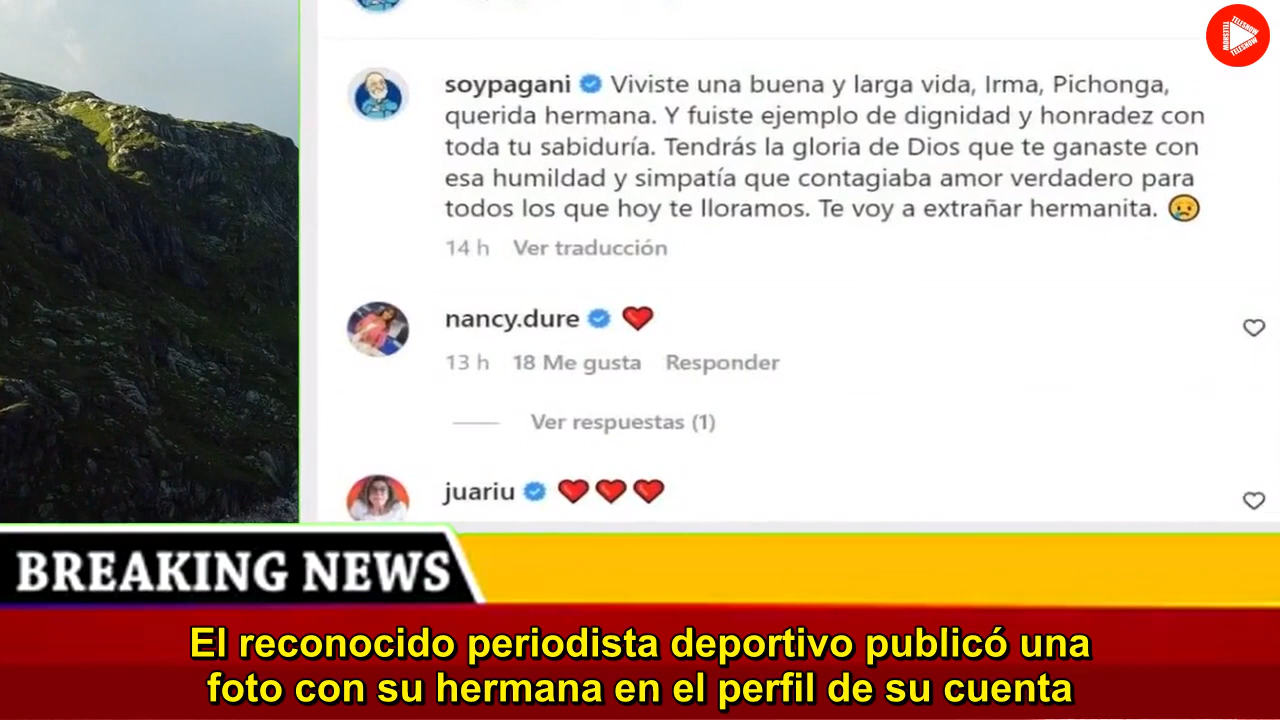 TELESHOW
TELESHOW
TELESHOW
soypagani Viviste una buena y larga vida, Irma, Pichonga,
querida hermana. Y fuiste ejemplo de dignidad y honradez con
toda tu sabiduría. Tendrás la gloria de Dios que te ganaste con
esa humildad y simpatía que contagiaba amor verdadero para
todos los que hoy te lloramos. Te voy a extrañar hermanita. 😢
14 h Ver traducción
nancy.dure ❤️
13 h 18 Me gusta Responder
Ver respuestas (1)
juariu ❤️❤️❤️
BREAKING NEWS
El reconocido periodista deportivo publicó una
foto con su hermana en el perfil de su cuenta